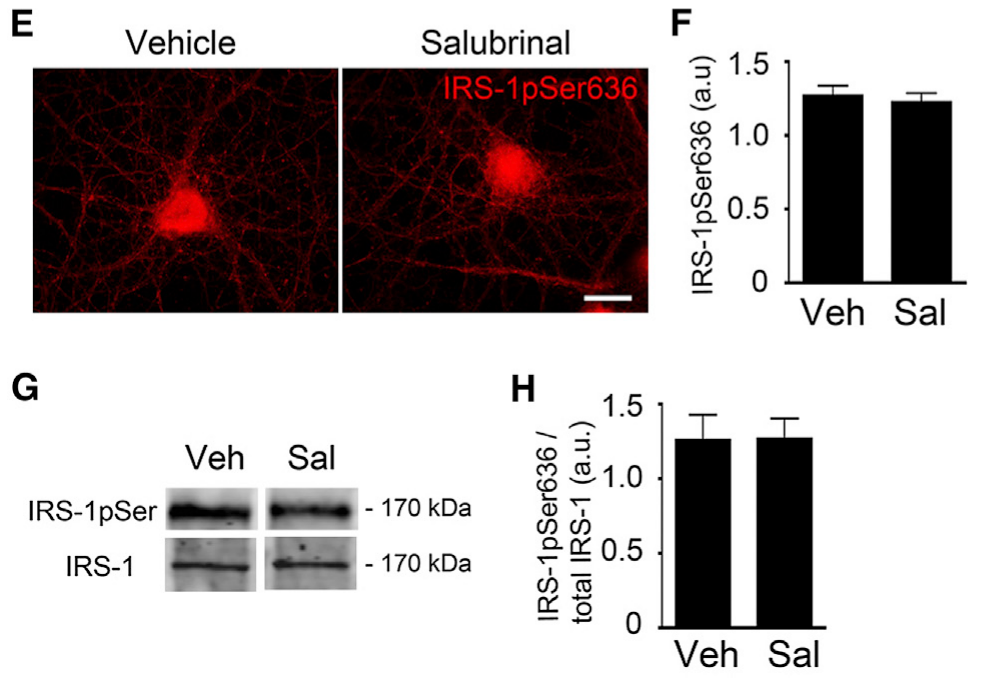 E
Vehicle
Salubrinal
IRS-1pSer636
F
IRS-1pSer636 (a.u)
1.5
1.0
0.5
0
Veh Sal
G
Veh Sal
IRS-1pSer - 170 kDa
IRS-1 - 170 kDa
H
IRS-1pSer636 /
total IRS-1 (a.u.)
1.5
1.0
0.5
0
Veh Sal